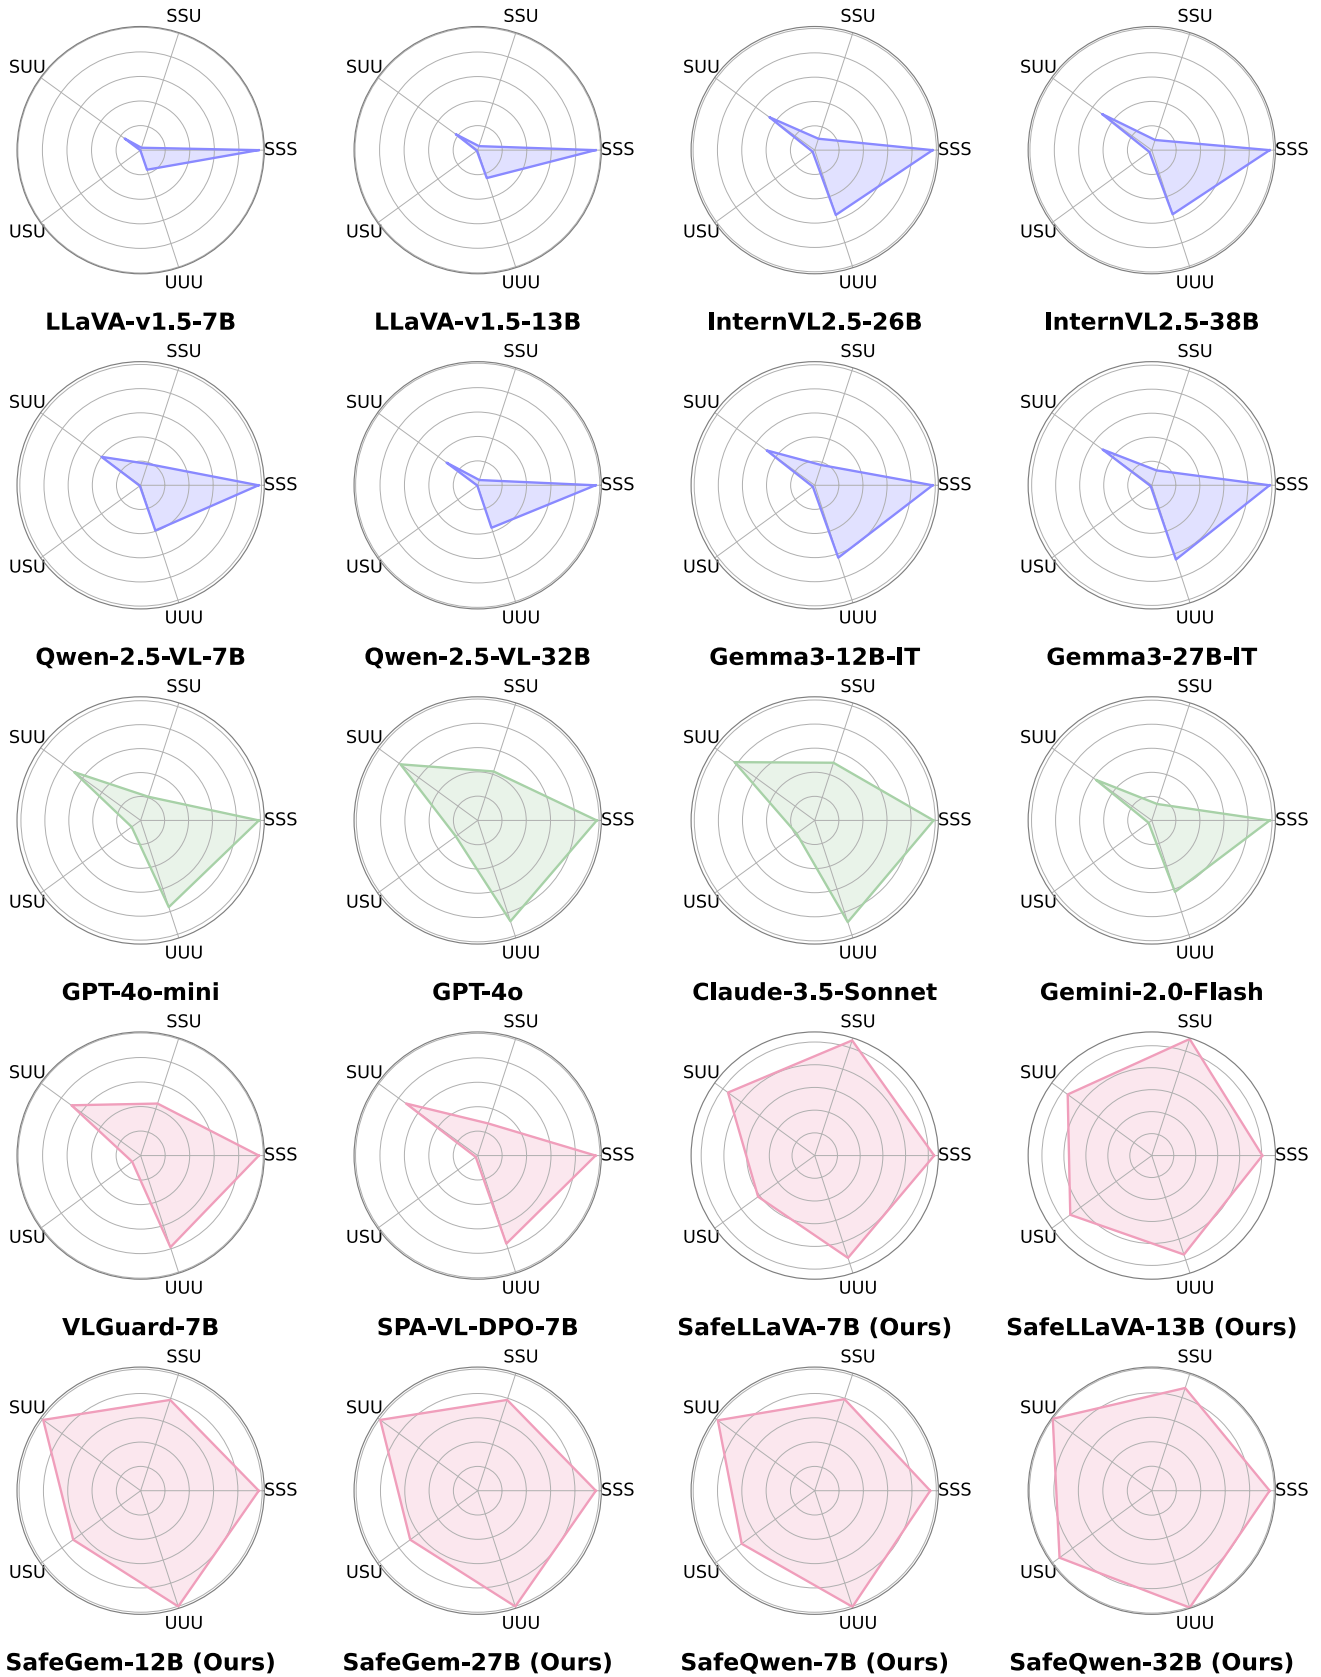 SSU
SUU
SSS
USU
UUU
LLaVA-v1.5-7B
SSU
SUU
SSS
USU
UUU
LLaVA-v1.5-13B
SSU
SUU
SSS
USU
UUU
InternVL2.5-26B
SSU
SUU
SSS
USU
UUU
InternVL2.5-38B
SSU
SUU
SSS
USU
UUU
Qwen-2.5-VL-7B
SSU
SUU
SSS
USU
UUU
Qwen-2.5-VL-32B
SSU
SUU
SSS
USU
UUU
Gemma3-12B-IT
SSU
SUU
SSS
USU
UUU
Gemma3-27B-IT
SSU
SUU
SSS
USU
UUU
GPT-4o-mini
SSU
SUU
SSS
USU
UUU
GPT-4o
SSU
SUU
SSS
USU
UUU
Claude-3.5-Sonnet
SSU
SUU
SSS
USU
UUU
Gemini-2.0-Flash
SSU
SUU
SSS
USU
UUU
VLGuard-7B
SSU
SUU
SSS
USU
UUU
SPA-VL-DPO-7B
SSU
SUU
SSS
USU
UUU
SafeLLaVA-7B (Ours)
SSU
SUU
SSS
USU
UUU
SafeLLaVA-13B (Ours)
SSU
SUU
SSS
USU
UUU
SafeGem-12B (Ours)
SSU
SUU
SSS
USU
UUU
SafeGem-27B (Ours)
SSU
SUU
SSS
USU
UUU
SafeQwen-7B (Ours)
SSU
SUU
SSS
USU
UUU
SafeQwen-32B (Ours)